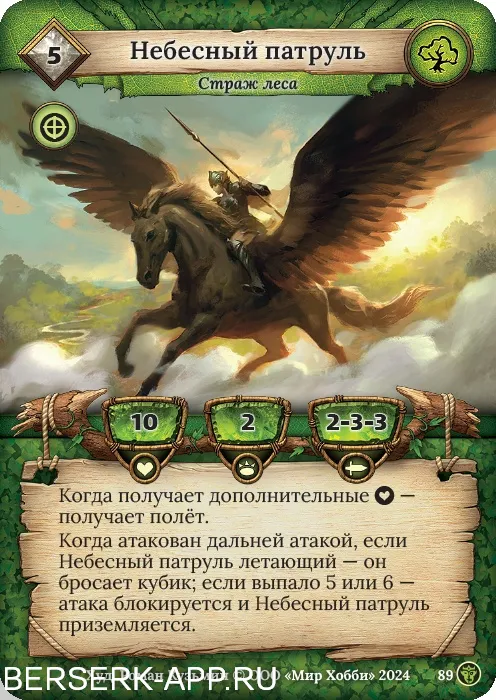 5
Небесный патруль
Страж леса
10
2
2-3-3
Когда получает дополнительные —
получает полёт.
Когда атакован дальней атакой, если
Небесный патруль летающий — он
бросает кубик; если выпало 5 или 6 —
атака блокируется и Небесный патруль
приземляется.
«Мир Хобби» 2024
89
BERSERK-APP.RU